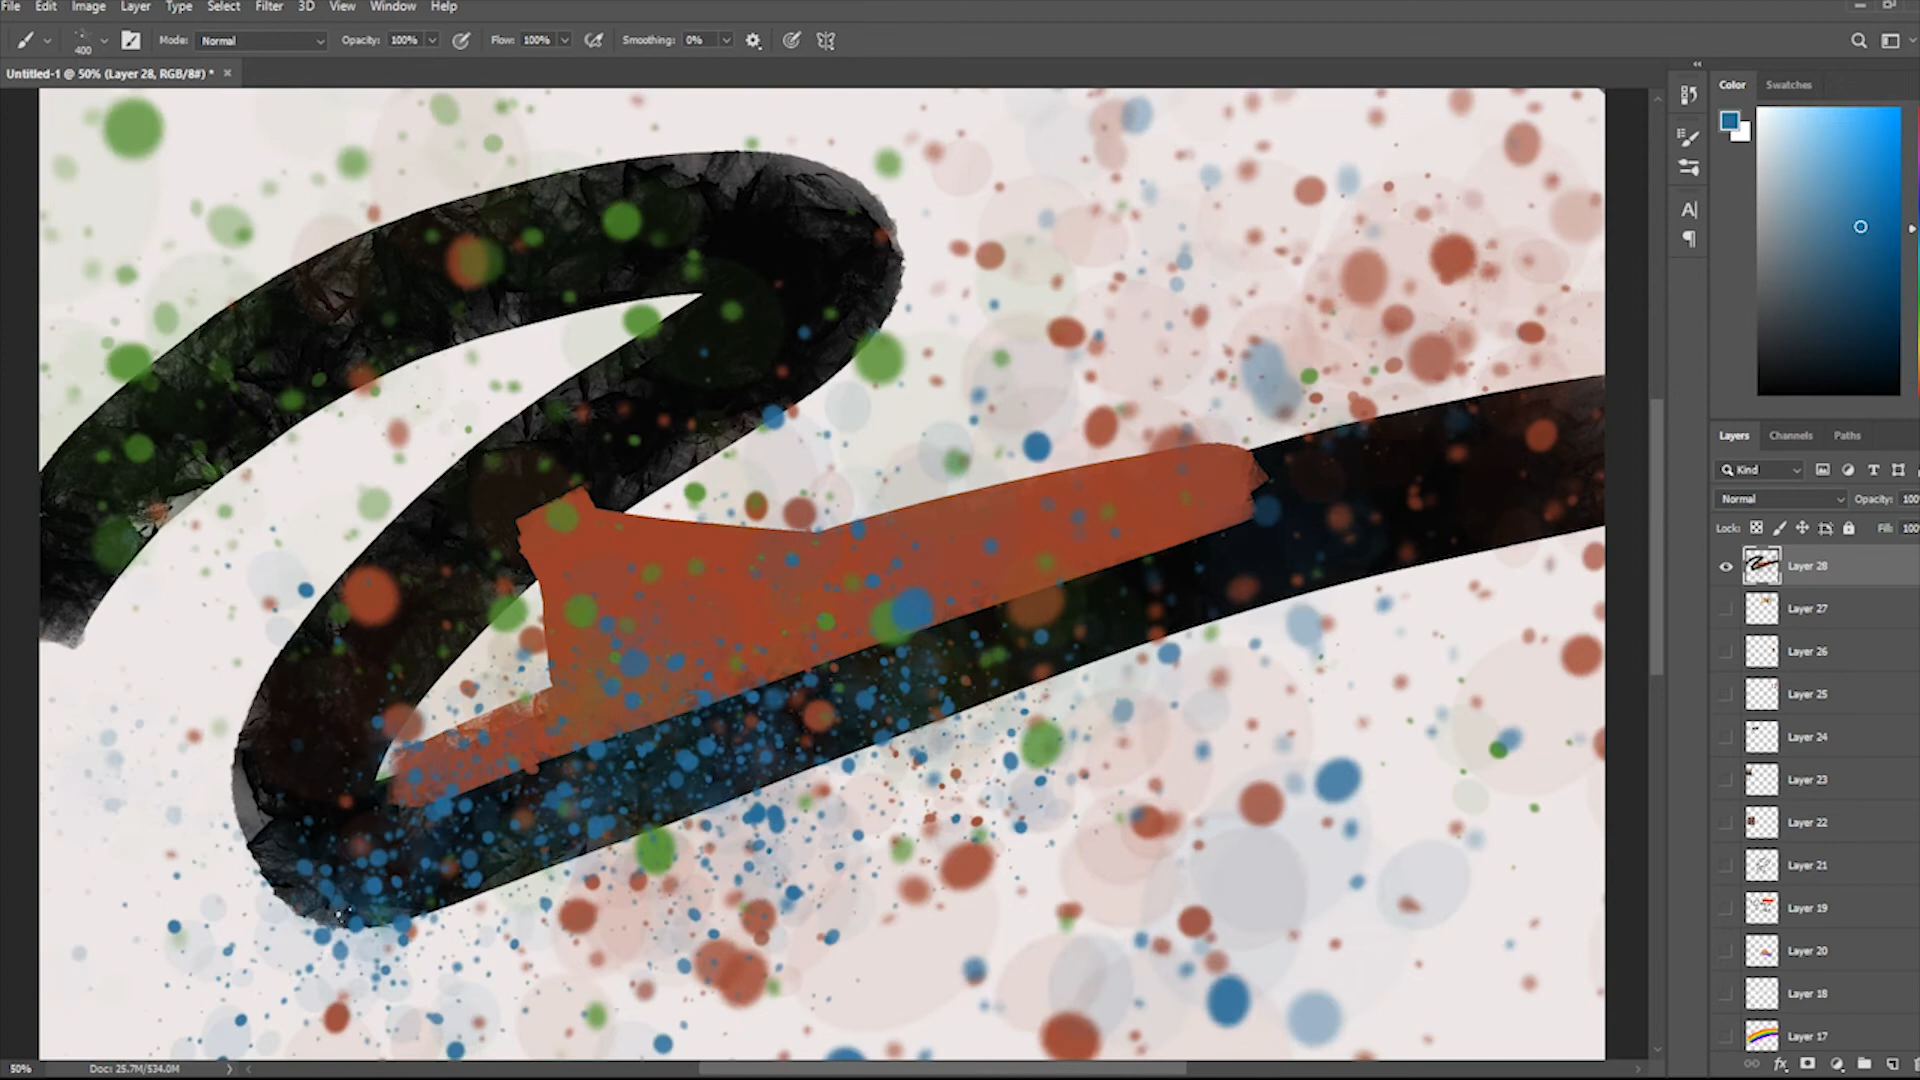 File Edit Image Layer Type Select Filter 3D View Window Help
400 Mode: Normal Opacity: 100% Flow: 100% Smoothing: 0%
Untitled-1 @ 50% (Layer 28, RGB/8#) * ×
Color Swatches
A|
Layers Channels Paths
Kind
Normal Opacity: 100
Lock: Fill: 100
Layer 28
Layer 27
Layer 26
Layer 25
Layer 24
Layer 23
Layer 22
Layer 21
Layer 19
Layer 20
Layer 18
Layer 17
fx
50% Doc: 25.7M/534.0M